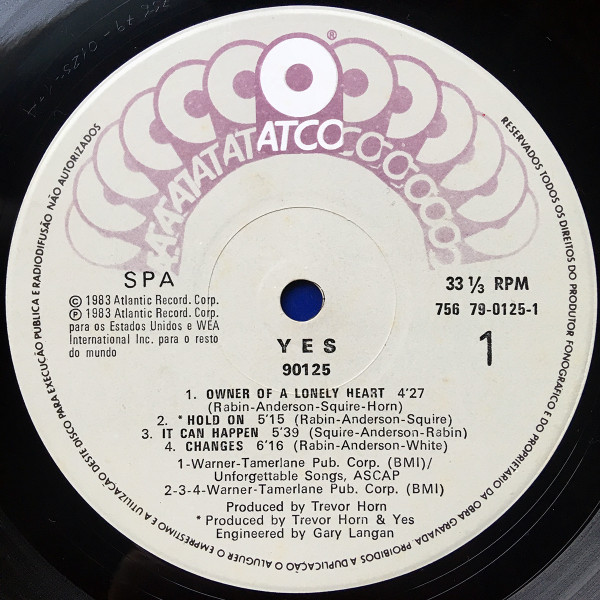 ®
ATATATATATCOCOCOCOCO
SPA
33 ⅓ RPM
© 1983 Atlantic Record. Corp.
℗ 1983 Atlantic Record. Corp.
para os Estados Unidos e WEA
International Inc. para o resto
do mundo
756 79-0125-1
1
YES
90125
1. OWNER OF A LONELY HEART 4'27
(Rabin-Anderson-Squire-Horn)
2. *HOLD ON 5'15 (Rabin-Anderson-Squire)
3. IT CAN HAPPEN 5'39 (Squire-Anderson-Rabin)
4. CHANGES 6'16 (Rabin-Anderson-White)
1-Warner-Tamerlane Pub. Corp. (BMI)/
Unforgettable Songs, ASCAP
2-3-4-Warner-Tamerlane Pub. Corp. (BMI)
Produced by Trevor Horn
* Produced by Trevor Horn & Yes
Engineered by Gary Langan
RESERVADOS TODOS OS DIREITOS DO PRODUTOR FONOGRAFICO E DO PROPRIETARIO DA OBRA GRAVADA PROIBIDOS A DUPLICAÇÃO O ALUGUER O EMPRESTIMO E A UTILIZAÇÃO DESTE DISCO PARA EXECUÇÃO PUBLICA E RADIODIFUSÃO NÃO AUTORIZADOS